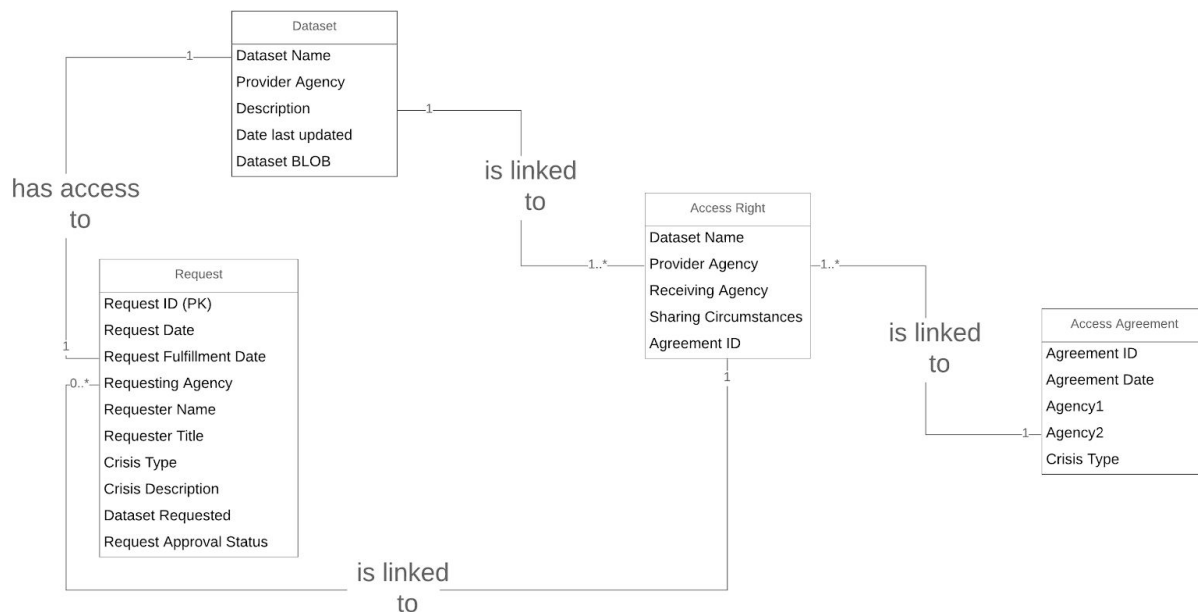 Dataset
Dataset Name
Provider Agency
Description
Date last updated
Dataset BLOB
1
1
has access
to
is linked
to
1
0..*
Request
Request ID (PK)
Request Date
Request Fulfillment Date
Requesting Agency
Requester Name
Requester Title
Crisis Type
Crisis Description
Dataset Requested
Request Approval Status
1..*
Access Right
Dataset Name
Provider Agency
Receiving Agency
Sharing Circumstances
Agreement ID
1..*
1
is linked
to
is linked
to
1
Access Agreement
Agreement ID
Agreement Date
Agency1
Agency2
Crisis Type